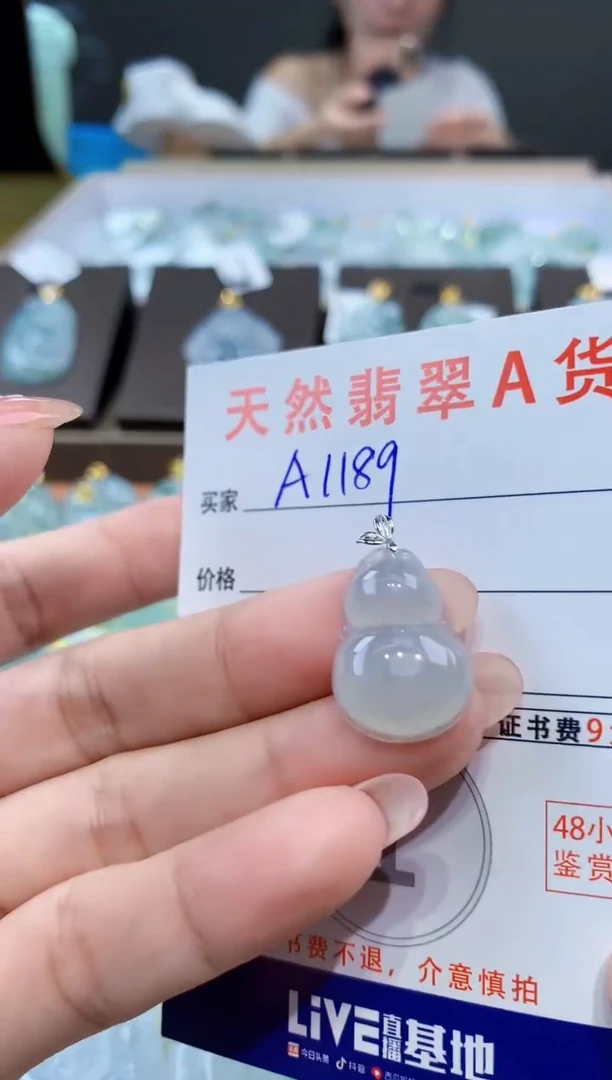 天然翡翠A货
买家 A1189
价格
证书费9
48小
鉴赏
书费不退，介意慎拍
LiVE直播基地
今日头条 抖音